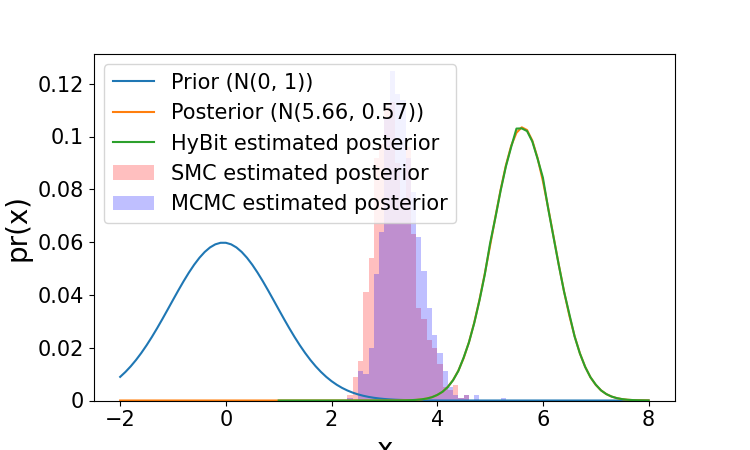 Prior (N(0, 1))
Posterior (N(5.66, 0.57))
HyBit estimated posterior
SMC estimated posterior
MCMC estimated posterior
pr(x)
0.12
0.1
0.08
0.06
0.04
0.02
0
−2 0 2 4 6 8